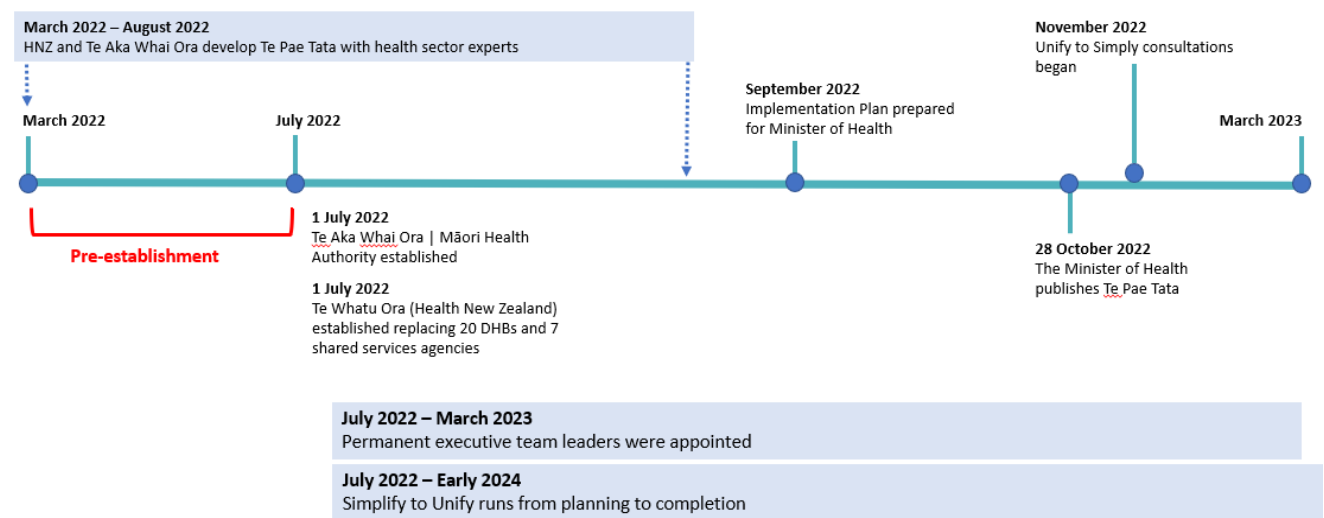 March 2022 – August 2022
HNZ and Te Aka Whai Ora develop Te Pae Tata with health sector experts
November 2022
Unify to Simply consultations
began
September 2022
Implementation Plan prepared
for Minister of Health
March 2022
July 2022
March 2023
Pre-establishment
1 July 2022
Te Aka Whai Ora | Māori Health
Authority established
1 July 2022
Te Whatu Ora (Health New Zealand)
established replacing 20 DHBs and 7
shared services agencies
28 October 2022
The Minister of Health
publishes Te Pae Tata
July 2022 – March 2023
Permanent executive team leaders were appointed
July 2022 – Early 2024
Simplify to Unify runs from planning to completion